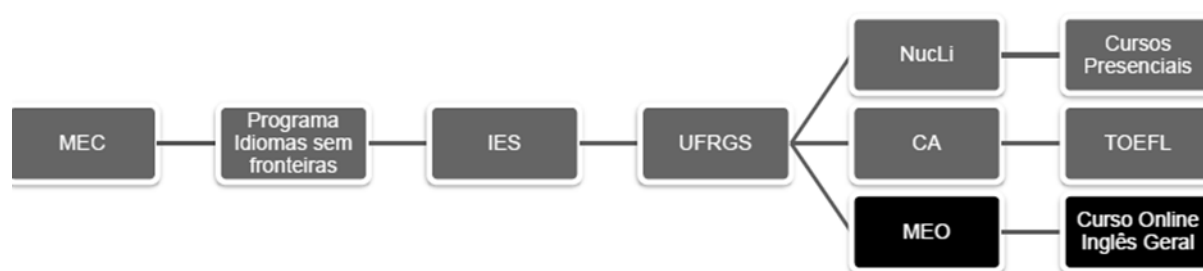 MEC
Programa
Idiomas sem
fronteiras
IES
UFRGS
NucLi
Cursos
Presenciais
CA
TOEFL
MEO
Curso Online
Inglês Geral